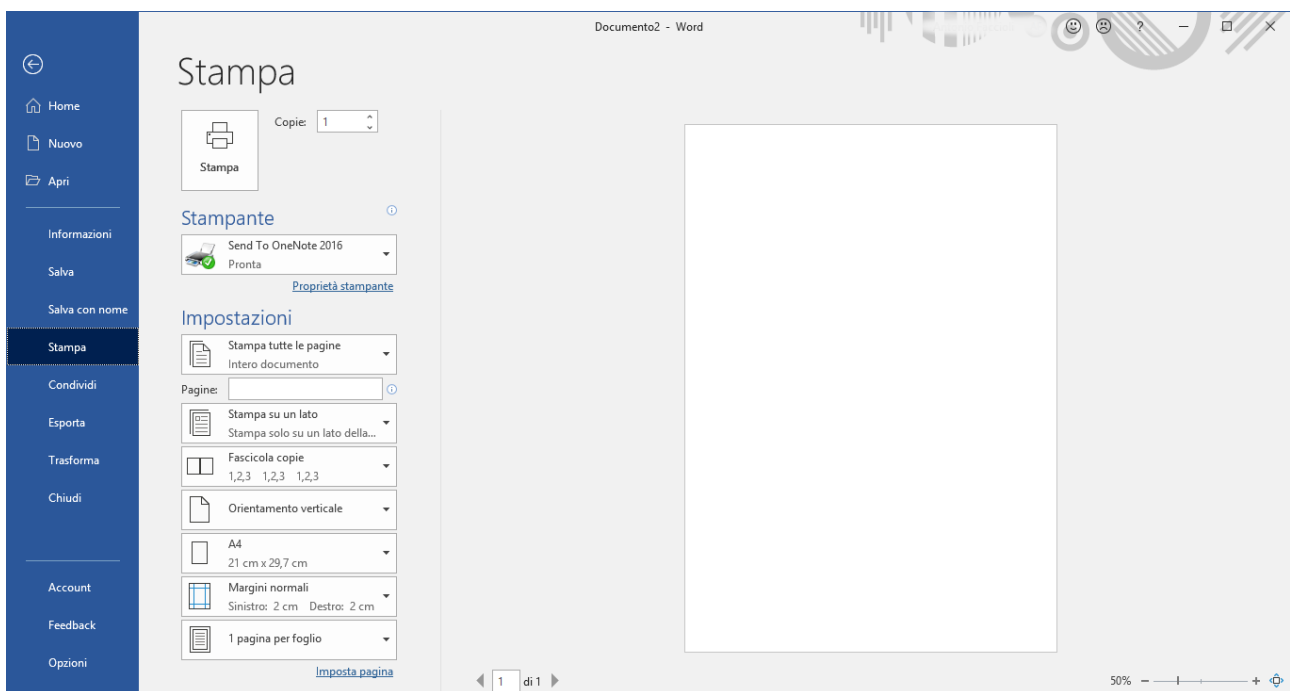 Documento2 - Word
?
Home
Nuovo
Apri
Informazioni
Salva
Salva con nome
Stampa
Condividi
Esporta
Trasforma
Chiudi
Account
Feedback
Opzioni
Stampa
Stampa
Copie: 1
Stampante
Send To OneNote 2016
Pronta
Proprietà stampante
Impostazioni
Stampa tutte le pagine
Intero documento
Pagine:
Stampa su un lato
Stampa solo su un lato della...
Fascicola copie
1,2,3 1,2,3 1,2,3
Orientamento verticale
A4
21 cm x 29,7 cm
Margini normali
Sinistro: 2 cm Destro: 2 cm
1 pagina per foglio
Imposta pagina
1 di 1
50%